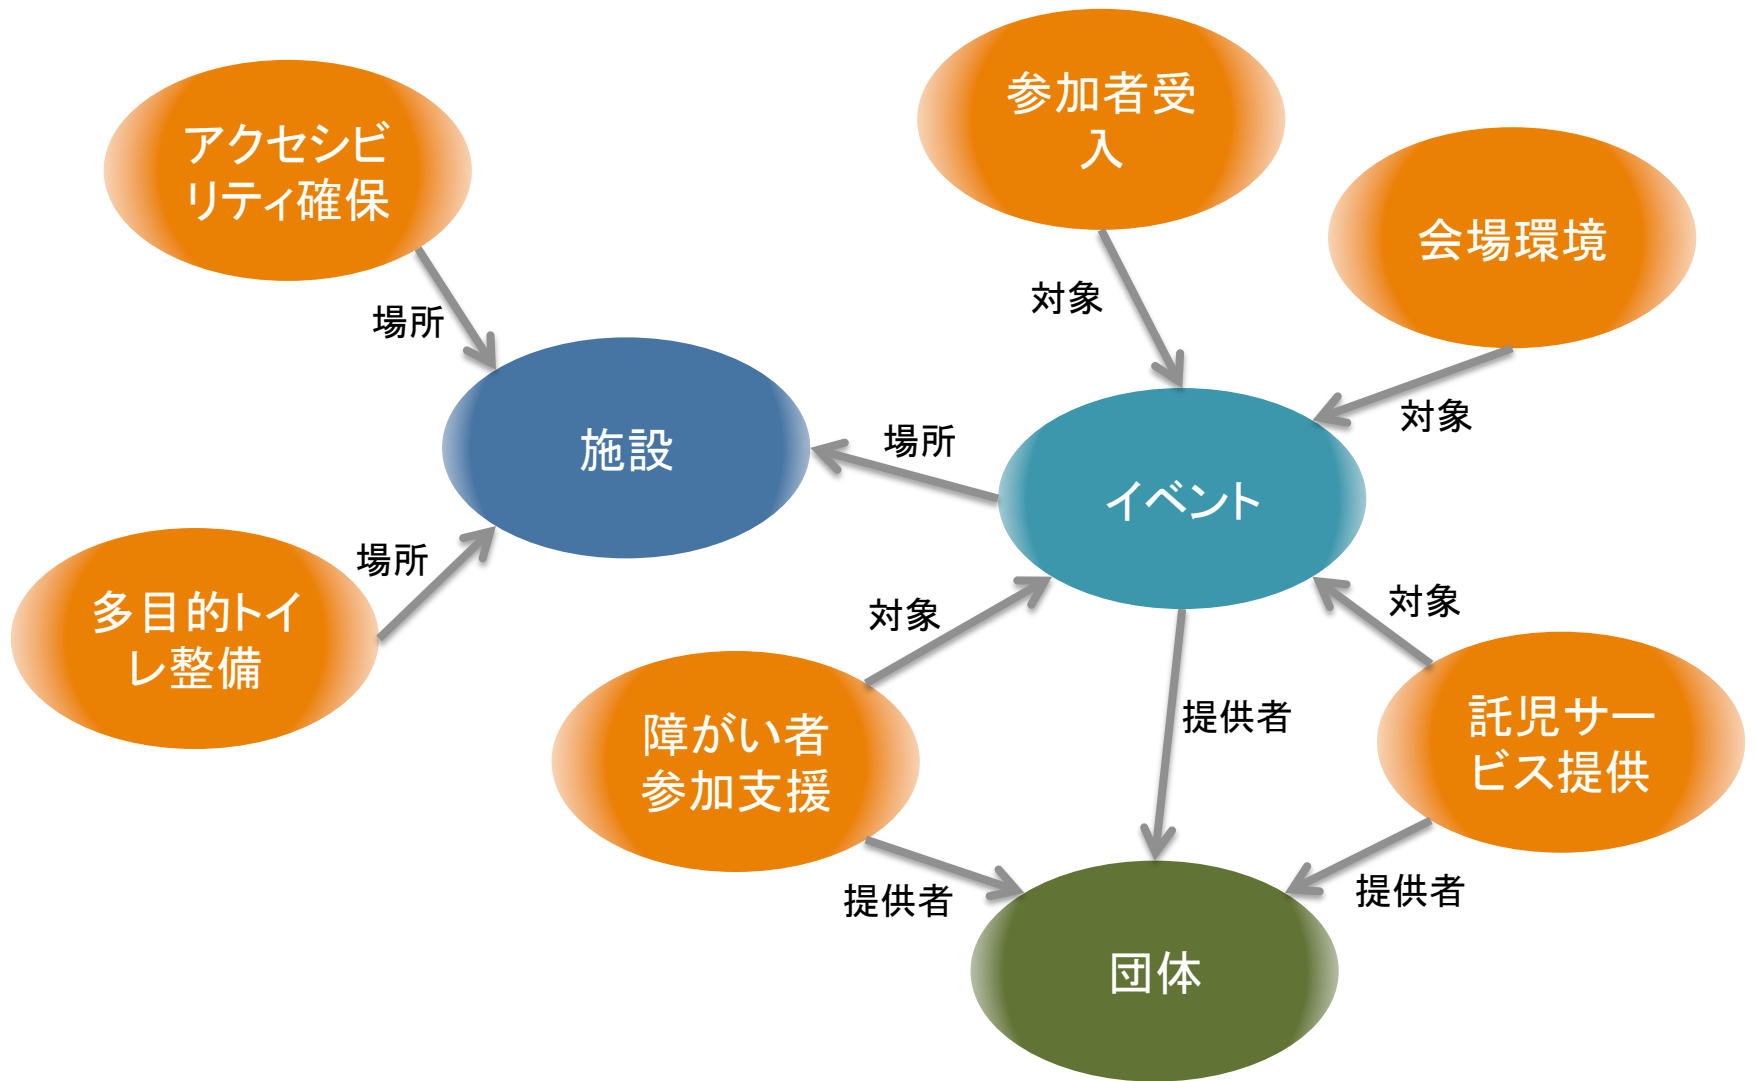 参加者受
入
アクセシビ
リティ確保
会場環境
対象
場所
対象
施設
場所
イベント
場所
対象
対象
多目的トイ
レ整備
障がい者
参加支援
提供者
託児サー
ビス提供
提供者
提供者
団体